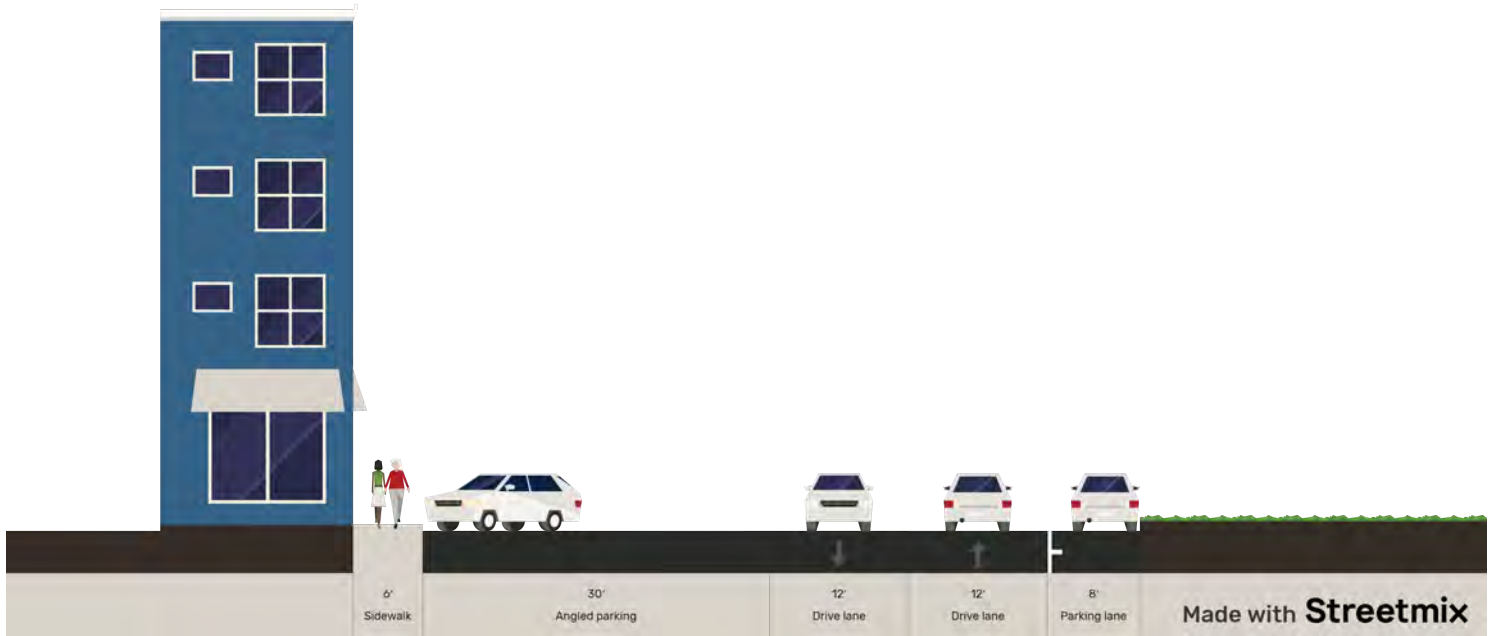 6' 30' 12' 12' 8'
Sidewalk Angled parking Drive lane Drive lane Parking lane
Made with Streetmix